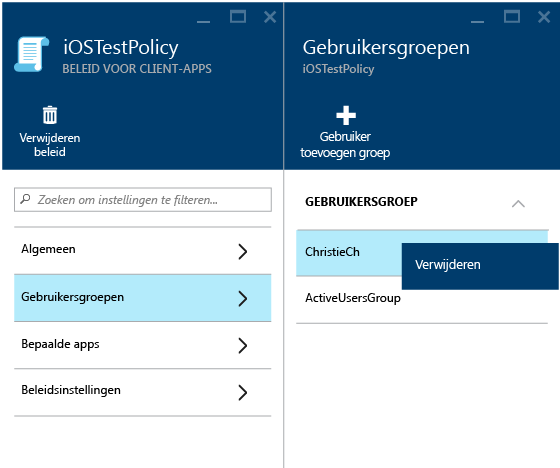 iOSTestPolicy
BELEID VOOR CLIENT-APPS
Verwijderen
beleid
Zoeken om instellingen te filteren...
Algemeen
Gebruikersgroepen
Bepaalde apps
Beleidsinstellingen
Gebruikersgroepen
iOSTestPolicy
Gebruiker
toevoegen groep
GEBRUIKERSGROEP
ChristieCh
Verwijderen
ActiveUsersGroup